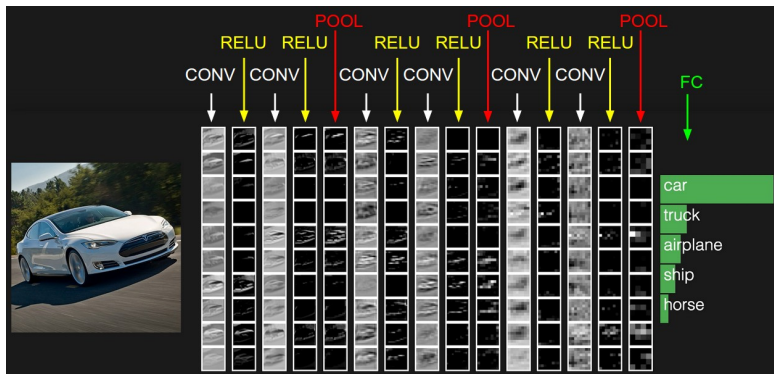 POOL POOL POOL
RELU RELU RELU RELU RELU RELU
CONV CONV CONV CONV CONV CONV
FC
car
truck
airplane
ship
horse